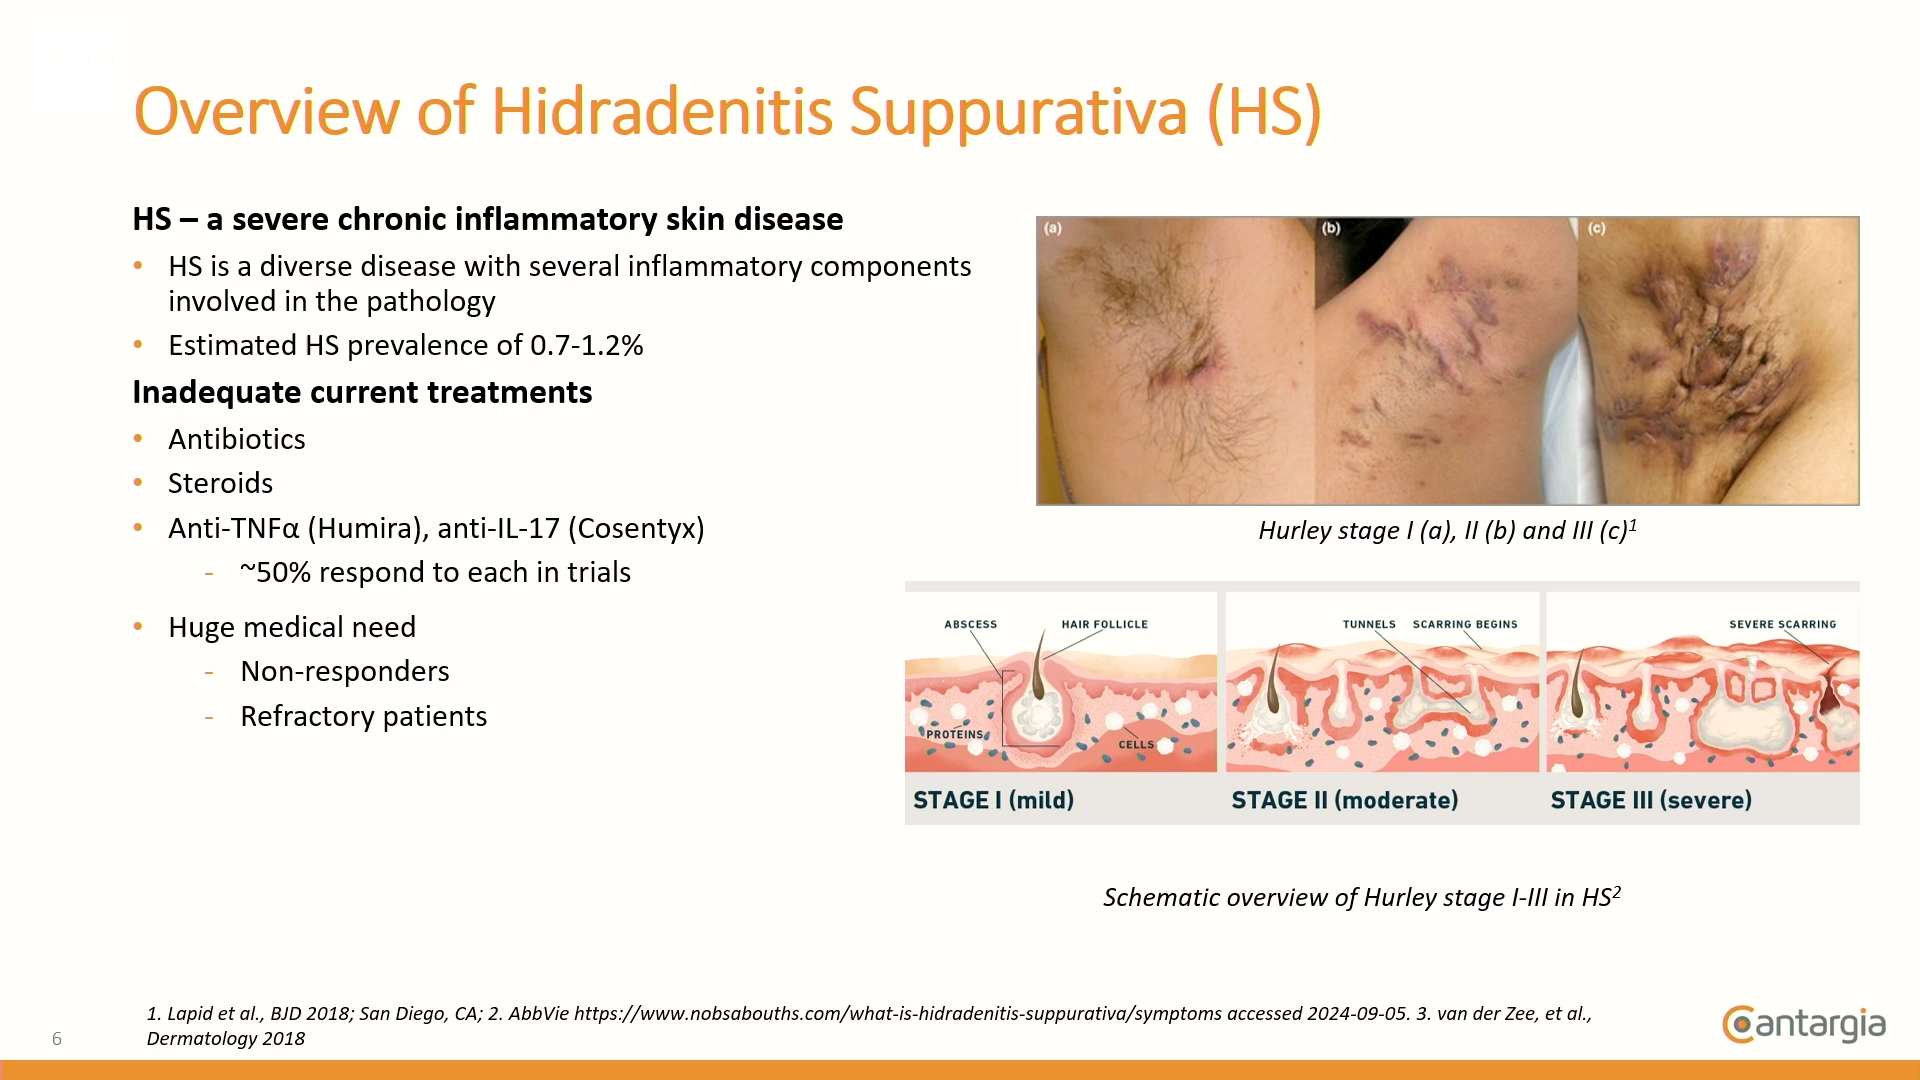 Overview of Hidradenitis Suppurativa (HS)
HS – a severe chronic inflammatory skin disease
• HS is a diverse disease with several inflammatory components
involved in the pathology
• Estimated HS prevalence of 0.7-1.2%
Inadequate current treatments
• Antibiotics
• Steroids
• Anti-TNFα (Humira), anti-IL-17 (Cosentyx)
- ~50% respond to each in trials
• Huge medical need
- Non-responders
- Refractory patients
(a) (b) (c)
Hurley stage I (a), II (b) and III (c)¹
ABSCESS HAIR FOLLICLE TUNNELS SCARRING BEGINS SEVERE SCARRING
PROTEINS CELLS
STAGE I (mild) STAGE II (moderate) STAGE III (severe)
Schematic overview of Hurley stage I-III in HS²
1. Lapid et al., BJD 2018; San Diego, CA; 2. AbbVie https://www.nobsabouths.com/what-is-hidradenitis-suppurativa/symptoms accessed 2024-09-05. 3. van der Zee, et al.,
Dermatology 2018
6
Cantargia